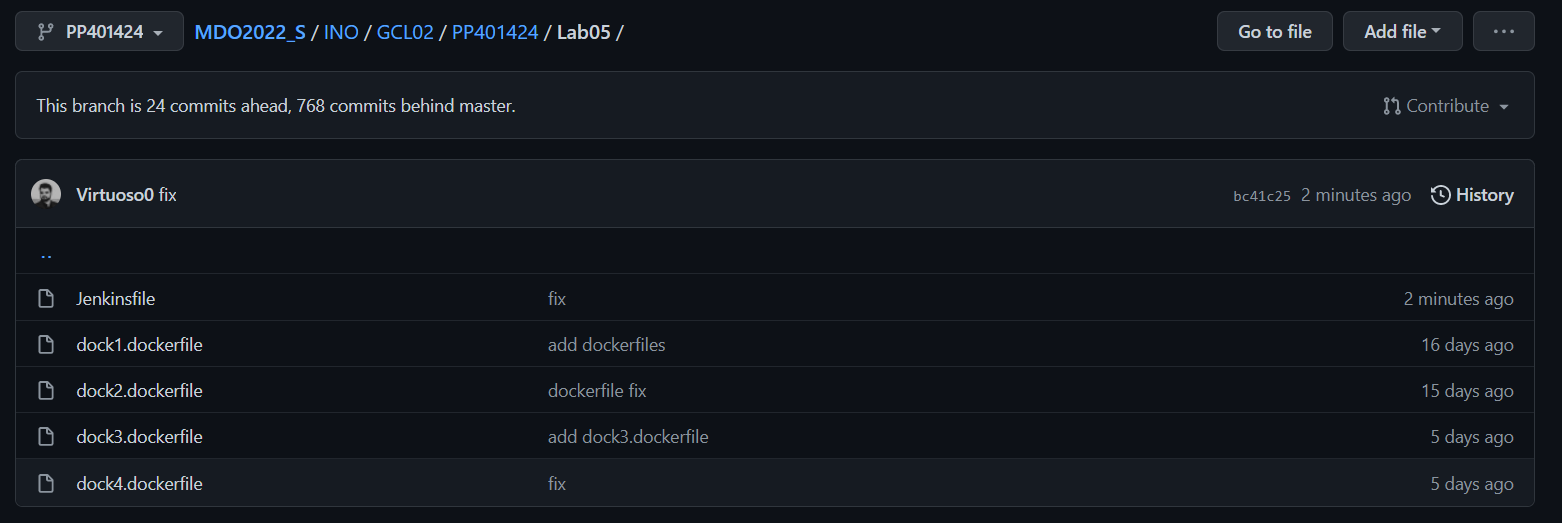 PP401424 MDO2022_S / INO / GCL02 / PP401424 / Lab05 / Go to file Add file ...
This branch is 24 commits ahead, 768 commits behind master. Contribute
Virtuoso0 fix bc41c25 2 minutes ago History
..
Jenkinsfile fix 2 minutes ago
dock1.dockerfile add dockerfiles 16 days ago
dock2.dockerfile dockerfile fix 15 days ago
dock3.dockerfile add dock3.dockerfile 5 days ago
dock4.dockerfile fix 5 days ago